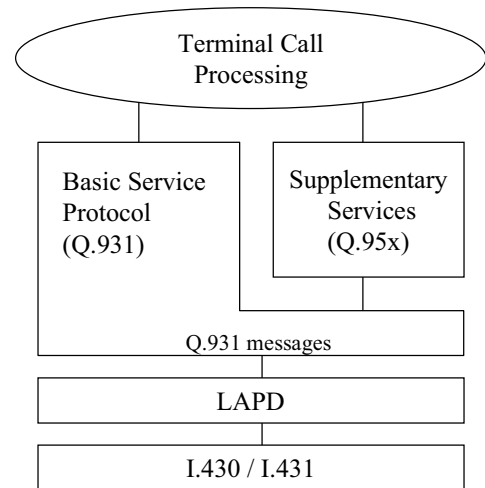 Terminal Call
Processing
Basic Service
Protocol
(Q.931)
Supplementary
Services
(Q.95x)
Q.931 messages
LAPD
I.430 / I.431